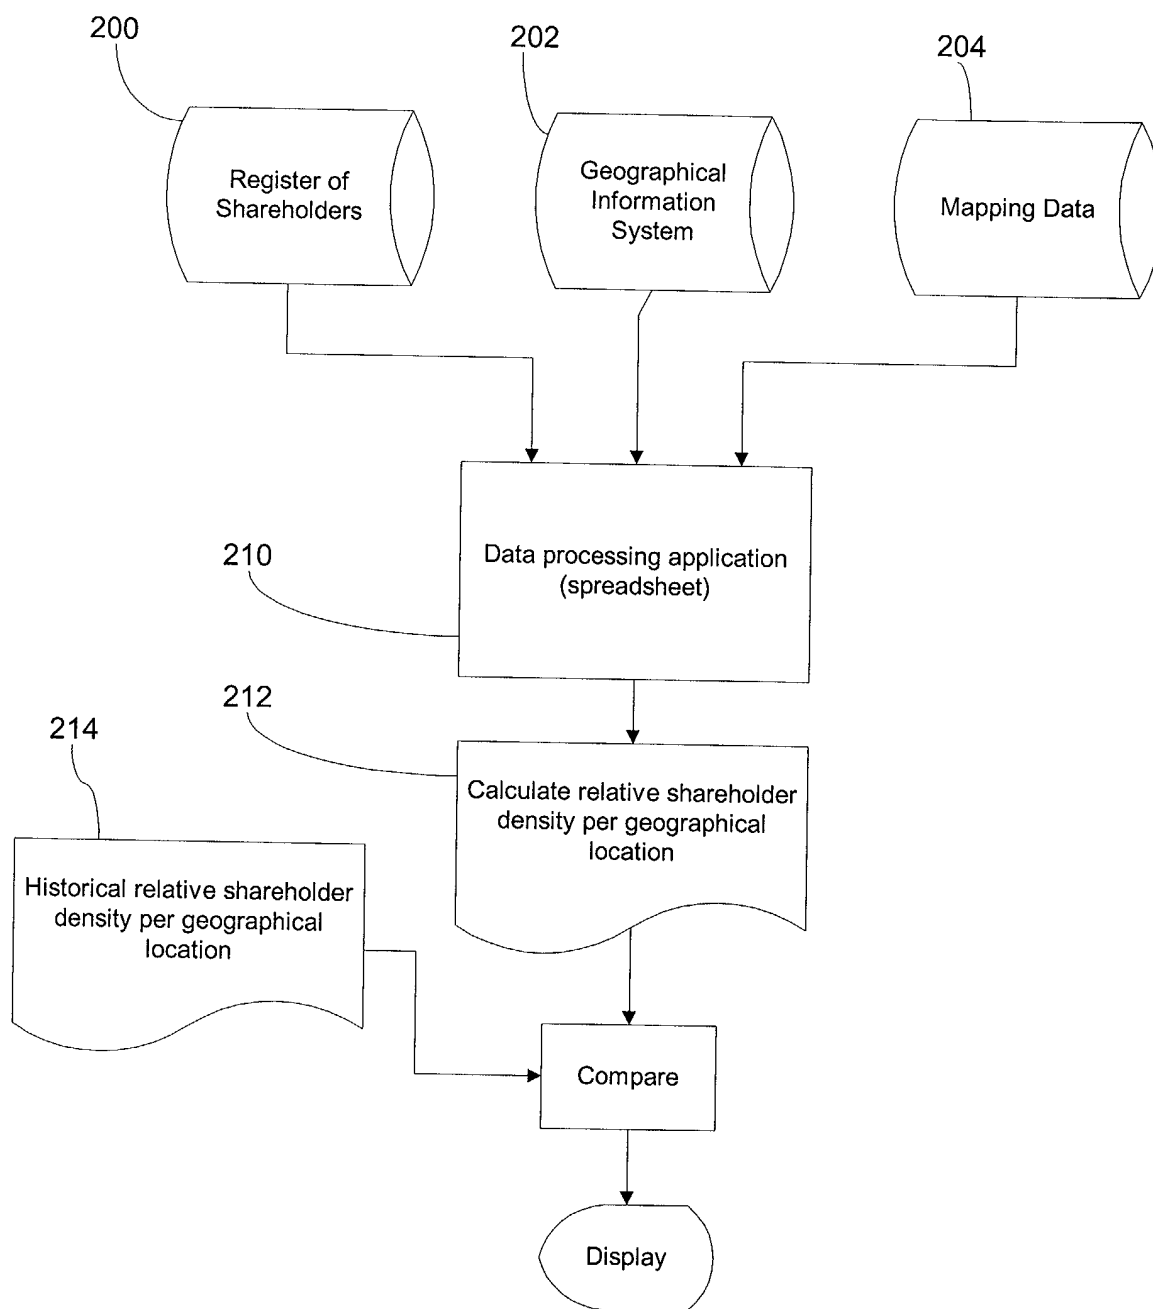 200
202
204
Register of
Shareholders
Geographical
Information
System
Mapping Data
210
Data processing application
(spreadsheet)
212
214
Calculate relative shareholder
density per geographical
location
Historical relative shareholder
density per geographical
location
Compare
Display